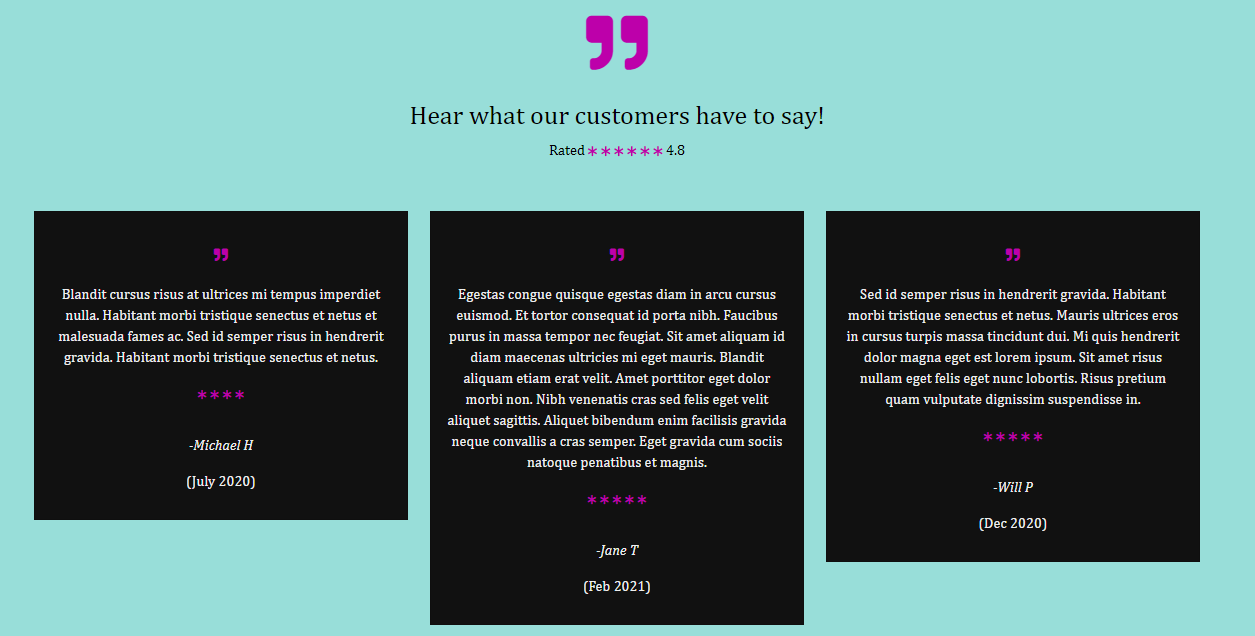 ”
Hear what our customers have to say!
Rated ****** 4.8
”
Blandit cursus risus at ultrices mi tempus imperdiet
nulla. Habitant morbi tristique senectus et netus et
malesuada fames ac. Sed id semper risus in hendrerit
gravida. Habitant morbi tristique senectus et netus.
****
-Michael H
(July 2020)
”
Egestas congue quisque egestas diam in arcu cursus
euismod. Et tortor consequat id porta nibh. Faucibus
purus in massa tempor nec feugiat. Sit amet aliquam id
diam maecenas ultricies mi eget mauris. Blandit
aliquam etiam erat velit. Amet porttitor eget dolor
morbi non. Nibh venenatis cras sed felis eget velit
aliquet sagittis. Aliquet bibendum enim facilisis gravida
neque convallis a cras semper. Eget gravida cum sociis
natoque penatibus et magnis.
*****
-Jane T
(Feb 2021)
”
Sed id semper risus in hendrerit gravida. Habitant
morbi tristique senectus et netus. Mauris ultrices eros
in cursus turpis massa tincidunt dui. Mi quis hendrerit
dolor magna eget est lorem ipsum. Sit amet risus
nullam eget felis eget nunc lobortis. Risus pretium
quam vulputate dignissim suspendisse in.
*****
-Will P
(Dec 2020)